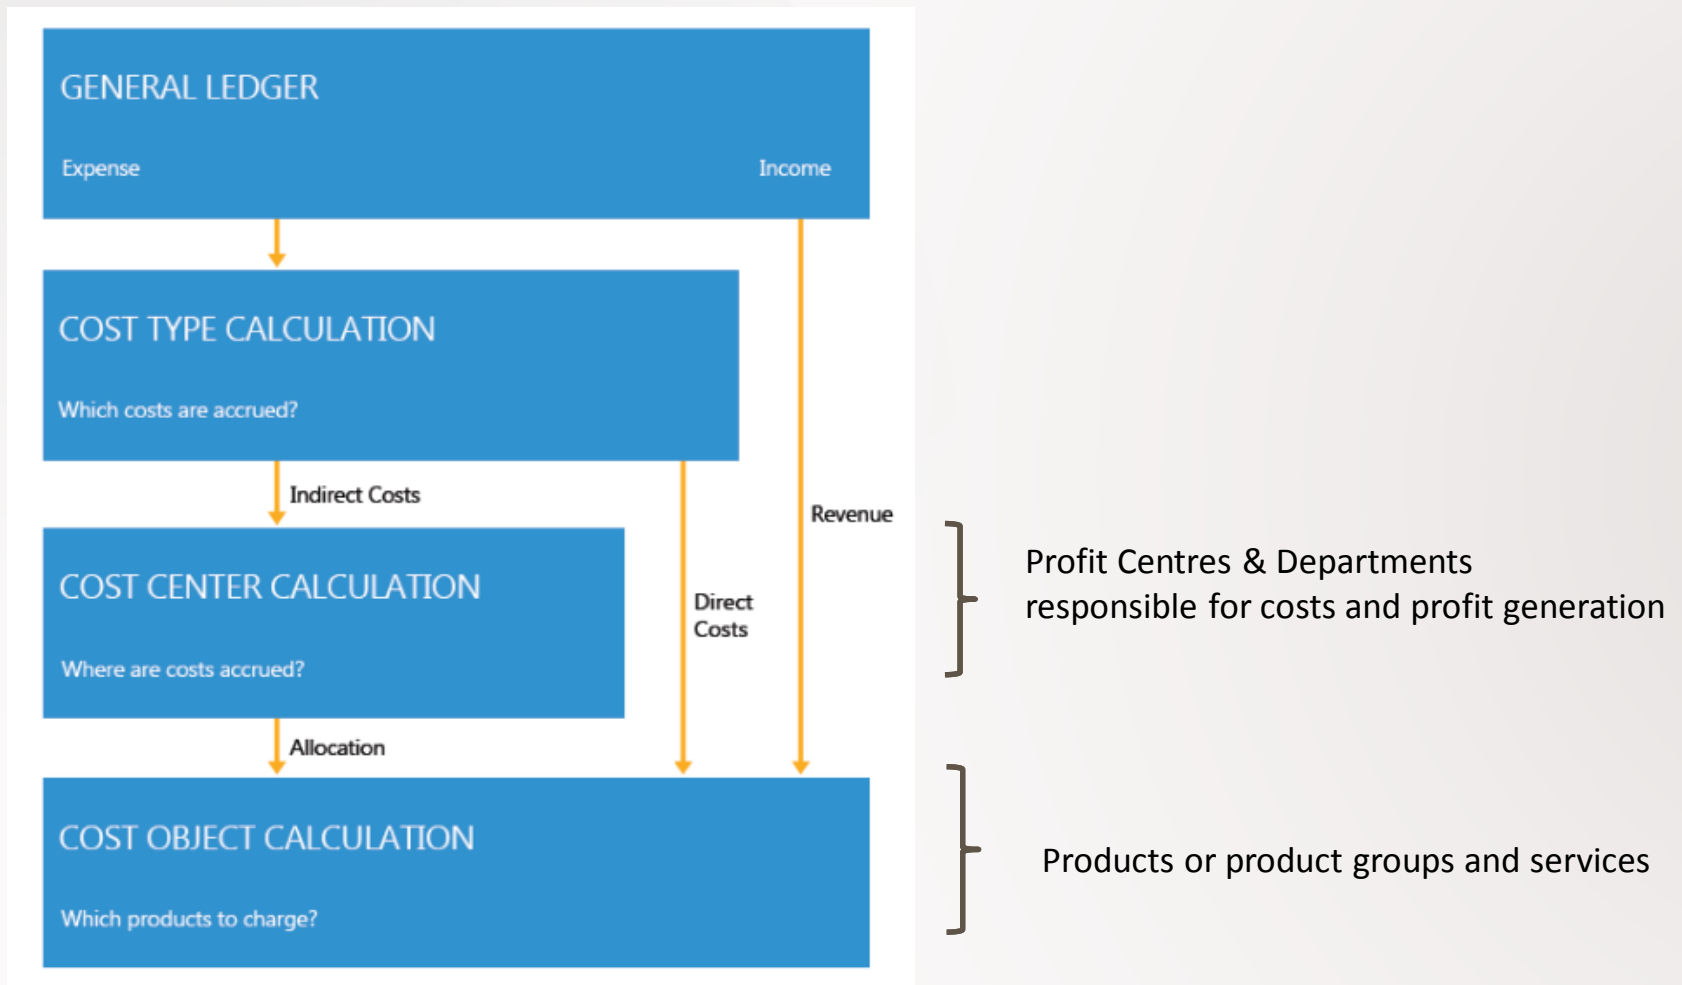 GENERAL LEDGER
Expense
Income
COST TYPE CALCULATION
Which costs are accrued?
Indirect Costs
Revenue
COST CENTER CALCULATION
Where are costs accrued?
Direct
Costs
Profit Centres & Departments
responsible for costs and profit generation
Allocation
COST OBJECT CALCULATION
Which products to charge?
Products or product groups and services